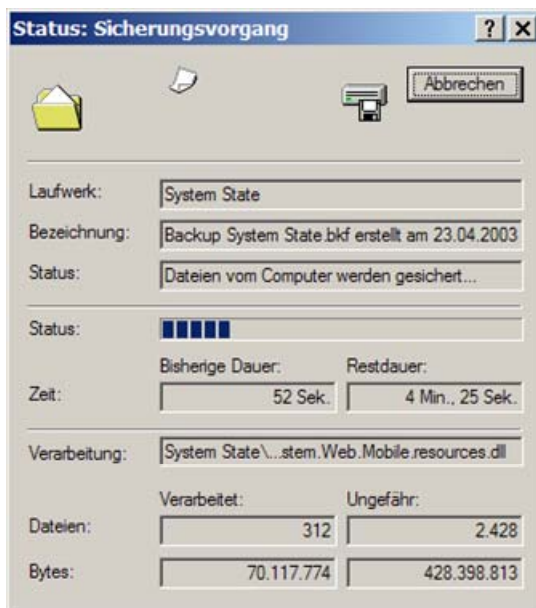 Status: Sicherungsvorgang
Abbrechen
Laufwerk: System State
Bezeichnung: Backup System State.bkf erstellt am 23.04.2003
Status: Dateien vom Computer werden gesichert...
Status:
Bisherige Dauer: Restdauer:
Zeit: 52 Sek. 4 Min., 25 Sek.
Verarbeitung: System State\...stem.Web.Mobile.resources.dll
Verarbeitet: Ungefähr:
Dateien: 312 2.428
Bytes: 70.117.774 428.398.813